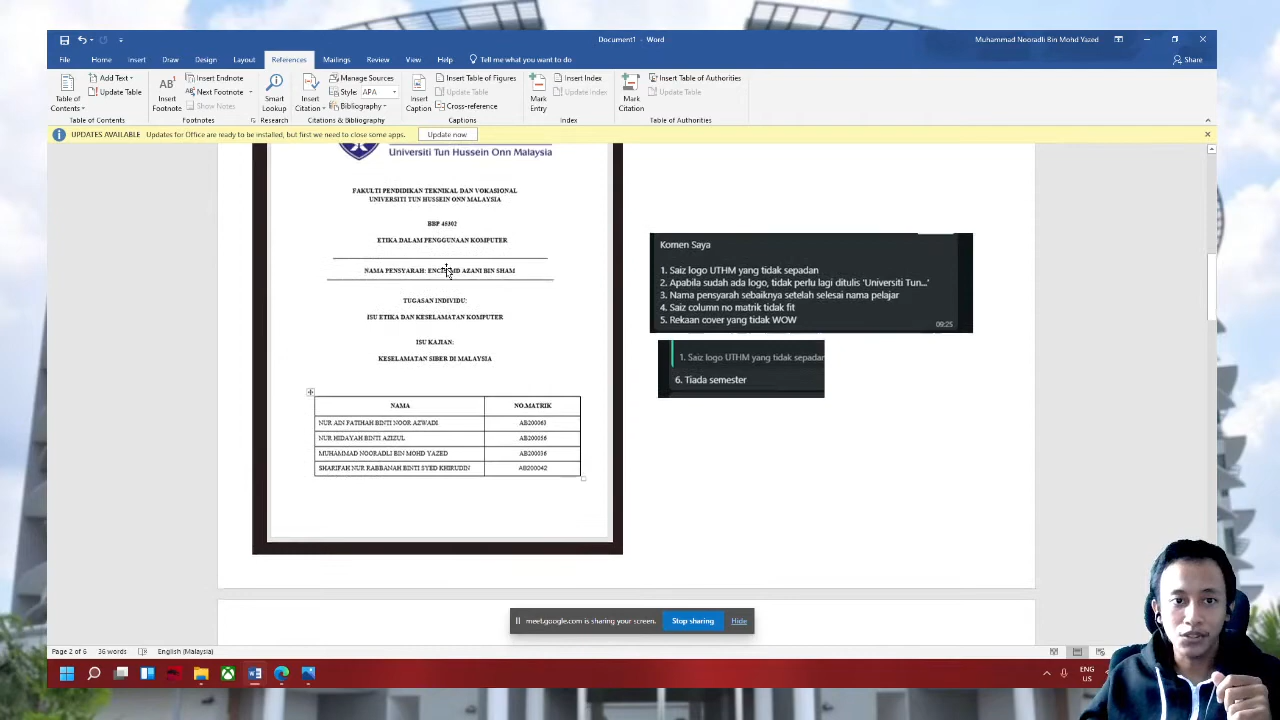 Document1 - Word
Muhammad Nooradli Bin Mohd Yazed
File Home Insert Draw Design Layout References Mailings Review View Help Tell me what you want to do
Share
Table of Contents
Add Text
Update Table
Table of Contents
AB
Insert Footnote
Insert Endnote
Next Footnote
Show Notes
Footnotes
Smart Lookup
Research
Insert Citation
Manage Sources
Style: APA
Bibliography
Citations & Bibliography
Insert Caption
Insert Table of Figures
Update Table
Cross-reference
Captions
Mark Entry
Insert Index
Update Index
Index
Mark Citation
Insert Table of Authorities
Update Table
Table of Authorities
UPDATES AVAILABLE Updates for Office are ready to be installed, but first we need to close some apps. Update now
Universiti Tun Hussein Onn Malaysia
FAKULTI PENDIDIKAN TEKNIKAL DAN VOKASIONAL
UNIVERSITI TUN HUSSEIN ONN MALAYSIA
BBP 45302
ETIKA DALAM PENGGUNAAN KOMPUTER
NAMA PENSYARAH: AZANI BIN SHAM
TUGASAN INDIVIDU:
ISU ETIKA DAN KESELAMATAN KOMPUTER
ISU KAJIAN:
KESELAMATAN SIBER DI MALAYSIA
NAMA NO.MATRIK
NUR AIN FATIHAH BINTI NOOR AZWADI AB200063
NUR HIDAYAH BINTI AZIZUL AB200056
MUHAMMAD NOORADLI BIN MOHD YAZED AB200036
SHARIFAH NUR RABBANAH BINTI SYED KHIRUDIN AB200042
Komen Saya
1. Saiz logo UTHM yang tidak sepadan
2. Apabila sudah ada logo, tidak perlu lagi ditulis 'Universiti Tun...'
3. Nama pensyarah sebaiknya setelah selesai nama pelajar
4. Saiz column no matrik tidak fit
5. Rekaan cover yang tidak WOW
09:25
1. Saiz logo UTHM yang tidak sepadan
6. Tiada semester
meet.google.com is sharing your screen. Stop sharing Hide
Page 2 of 6 36 words English (Malaysia)
ENG
US